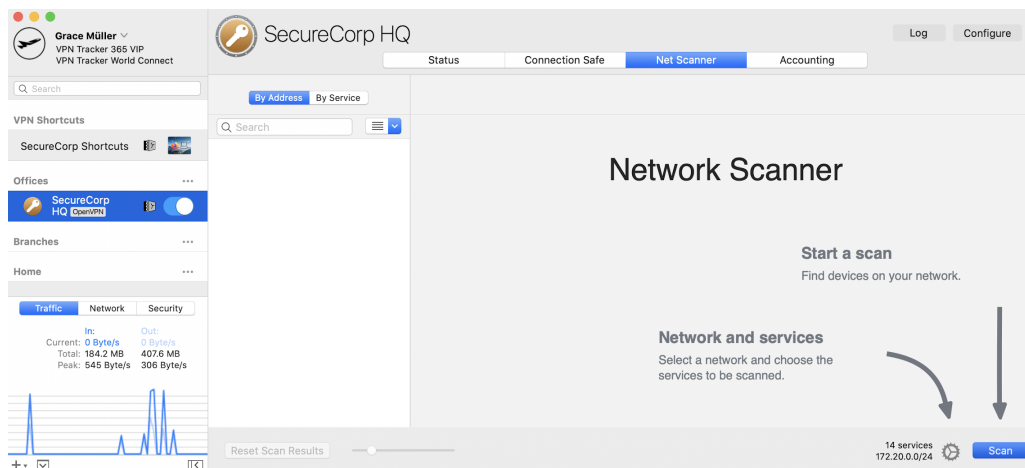 Grace Müller
VPN Tracker 365 VIP
VPN Tracker World Connect
Search
VPN Shortcuts
SecureCorp Shortcuts
Offices
SecureCorp
HQ OpenVPN
Branches
Home
Traffic Network Security
In: Out:
Current: 0 Byte/s 0 Byte/s
Total: 184.2 MB 407.6 MB
Peak: 545 Byte/s 306 Byte/s
SecureCorp HQ
Log Configure
Status Connection Safe Net Scanner Accounting
By Address By Service
Search
Network Scanner
Start a scan
Find devices on your network.
Network and services
Select a network and choose the
services to be scanned.
Reset Scan Results
14 services
172.20.0.0/24
Scan